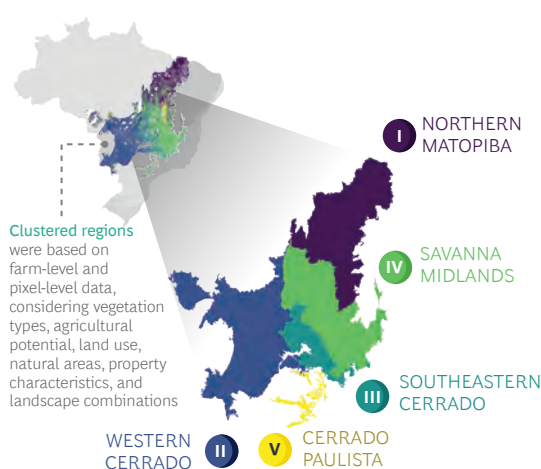 I
NORTHERN
MATOPIBA
Clustered regions
were based on
farm-level and
pixel-level data,
considering vegetation
types, agricultural
potential, land use,
natural areas, property
characteristics, and
landscape combinations
IV
SAVANNA
MIDLANDS
III
SOUTHEASTERN
CERRADO
WESTERN
CERRADO
II
V
CERRADO
PAULISTA